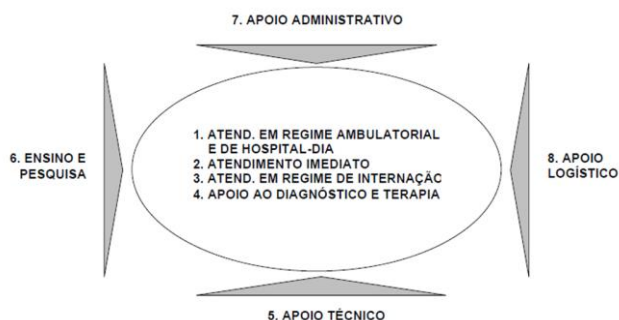 7. APOIO ADMINISTRATIVO
1. ATEND. EM REGIME AMBULATORIAL
E DE HOSPITAL-DIA
2. ATENDIMENTO IMEDIATO
3. ATEND. EM REGIME DE INTERNAÇÃO
4. APOIO AO DIAGNÓSTICO E TERAPIA
6. ENSINO E
PESQUISA
8. APOIO
LOGÍSTICO
5. APOIO TÉCNICO